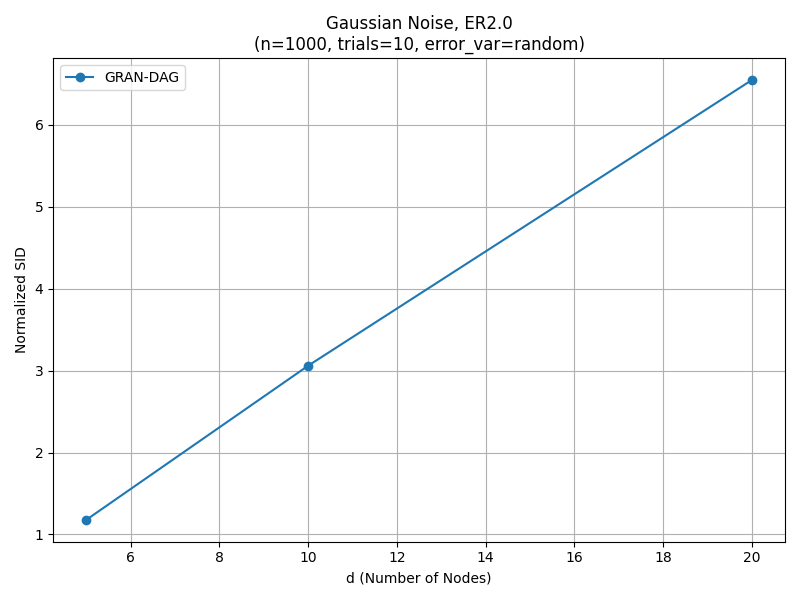 Gaussian Noise, ER2.0
(n=1000, trials=10, error_var=random)
GRAN-DAG
Normalized SID
6
5
4
3
2
1
6 8 10 12 14 16 18 20
d (Number of Nodes)